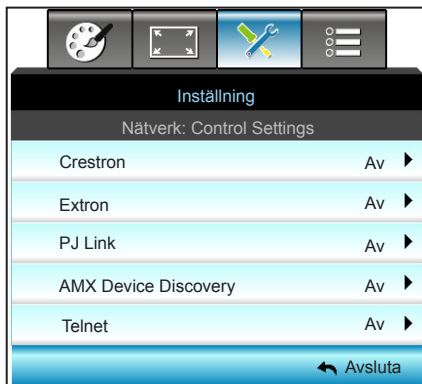 Inställning
Nätverk: Control Settings
Crestron Av
Extron Av
PJ Link Av
AMX Device Discovery Av
Telnet Av
Avsluta